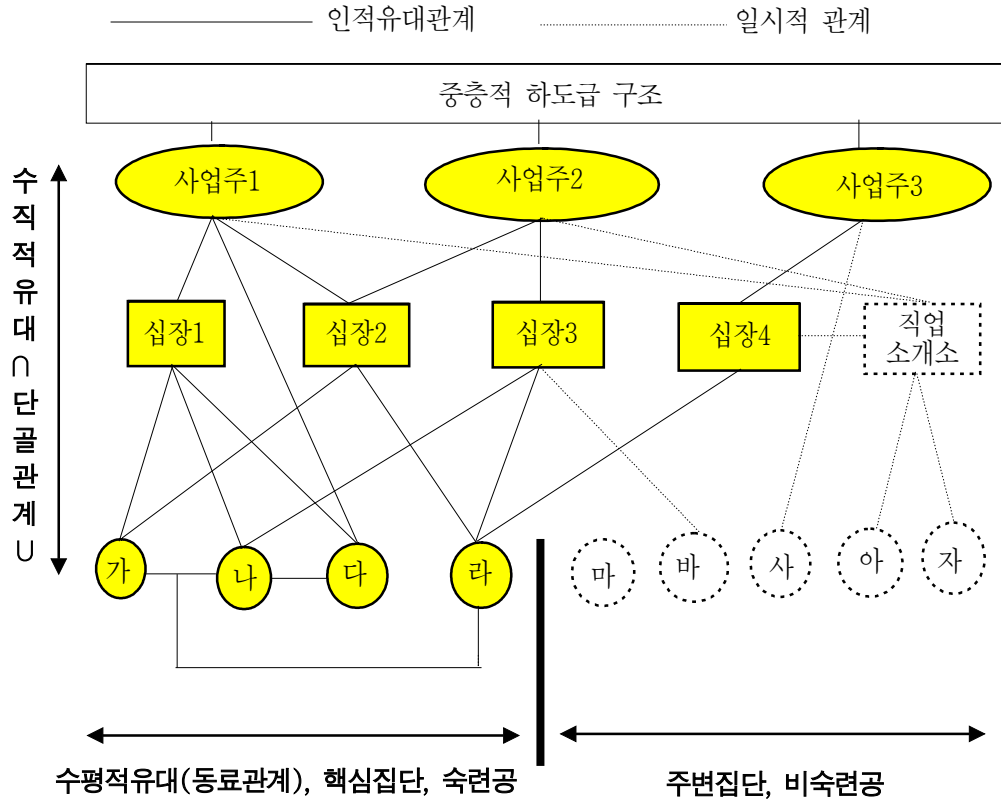 인적유대관계 일시적 관계
중층적 하도급 구조
사업주1 사업주2 사업주3
수직적유대∩단골관계∪
십장1 십장2 십장3 십장4 직업
소개소
가 나 다 라 마 바 사 아 자
수평적유대(동료관계), 핵심집단, 숙련공 주변집단, 비숙련공